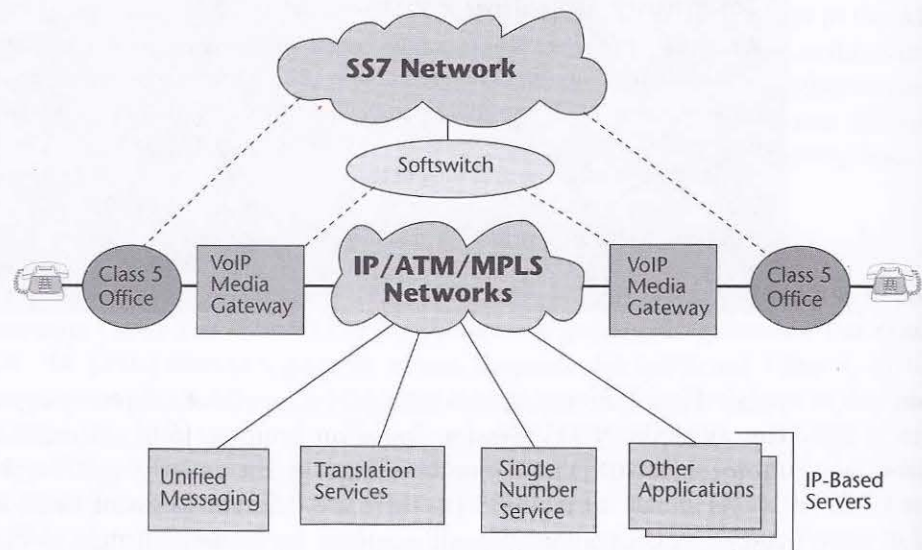 SS7 Network
Softswitch
Class 5
Office
VoIP
Media
Gateway
IP/ATM/MPLS
Networks
VoIP
Media
Gateway
Class 5
Office
Unified
Messaging
Translation
Services
Single
Number
Service
Other
Applications
IP-Based
Servers